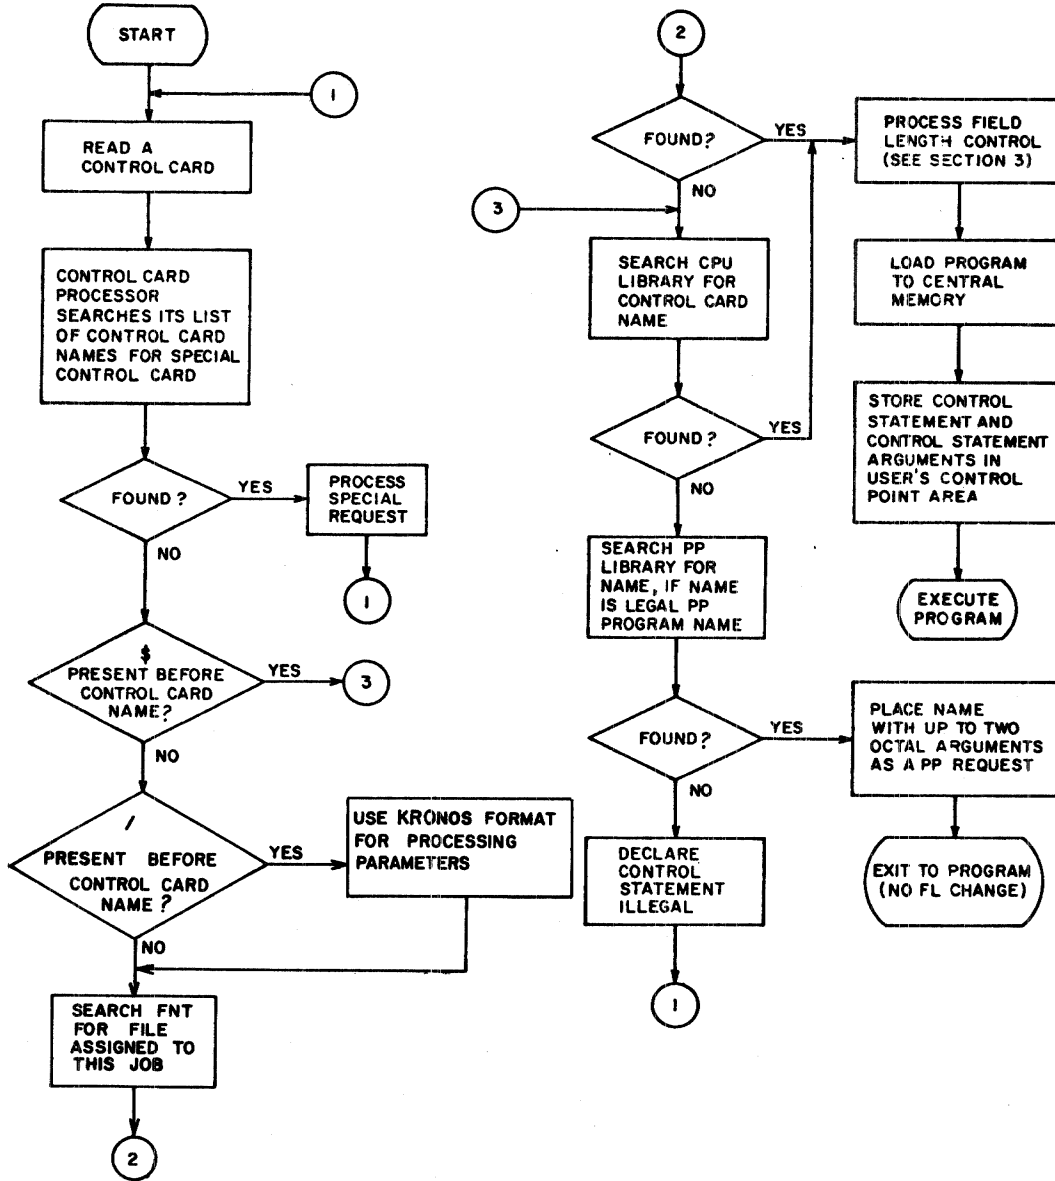 START
1
READ A
CONTROL CARD
CONTROL CARD
PROCESSOR
SEARCHES ITS LIST
OF CONTROL CARD
NAMES FOR SPECIAL
CONTROL CARD
FOUND?
YES
PROCESS
SPECIAL
REQUEST
1
NO
$
PRESENT BEFORE
CONTROL CARD
NAME?
YES
3
NO
/
PRESENT BEFORE
CONTROL CARD
NAME?
YES
USE KRONOS FORMAT
FOR PROCESSING
PARAMETERS
NO
SEARCH FNT
FOR FILE
ASSIGNED TO
THIS JOB
2
2
FOUND?
YES
NO
3
SEARCH CPU
LIBRARY FOR
CONTROL CARD
NAME
FOUND?
YES
NO
SEARCH PP
LIBRARY FOR
NAME, IF NAME
IS LEGAL PP
PROGRAM NAME
FOUND?
YES
NO
DECLARE
CONTROL
STATEMENT
ILLEGAL
1
PROCESS FIELD
LENGTH CONTROL
(SEE SECTION 3)
LOAD PROGRAM
TO CENTRAL
MEMORY
STORE CONTROL
STATEMENT AND
CONTROL STATEMENT
ARGUMENTS IN
USER'S CONTROL
POINT AREA
EXECUTE
PROGRAM
PLACE NAME
WITH UP TO TWO
OCTAL ARGUMENTS
AS A PP REQUEST
EXIT TO PROGRAM
(NO FL CHANGE)